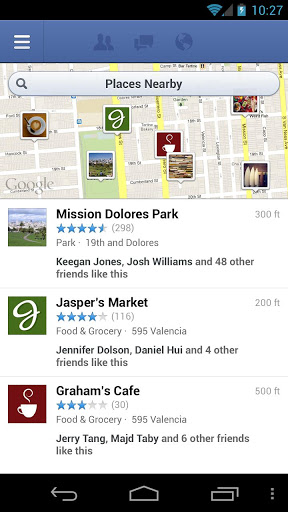 10:27
Places Nearby
Cumberland St
Google
Mission Dolores Park
300 ft
(298)
Park · 19th and Dolores
Keegan Jones, Josh Williams and 48 other
friends like this
Jasper's Market
200 ft
(116)
Food & Grocery · 595 Valencia
Jennifer Dolson, Daniel Hui and 4 other
friends like this
Graham's Cafe
500 ft
(30)
Food & Grocery · 595 Valencia
Jerry Tang, Majd Taby and 6 other friends
like this